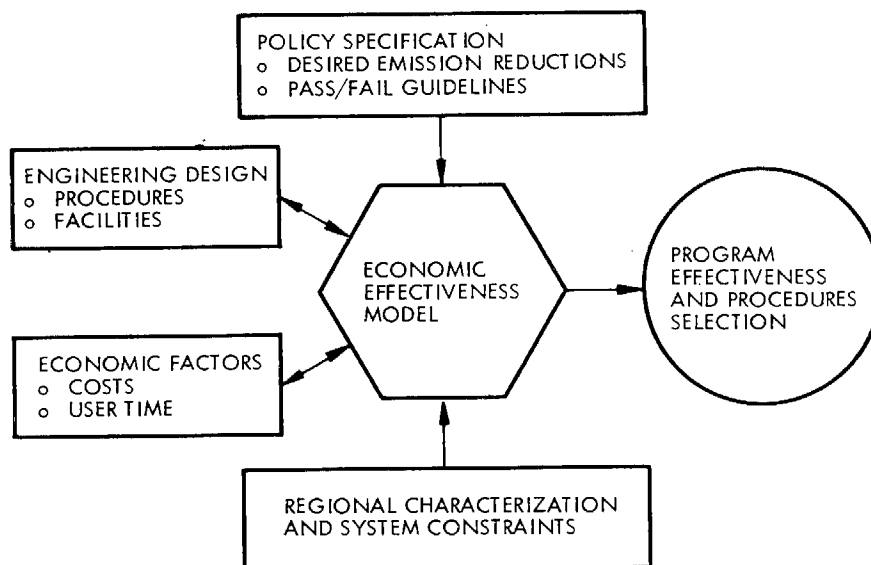 POLICY SPECIFICATION
o DESIRED EMISSION REDUCTIONS
o PASS/FAIL GUIDELINES
ENGINEERING DESIGN
o PROCEDURES
o FACILITIES
ECONOMIC
EFFECTIVENESS
MODEL
PROGRAM
EFFECTIVENESS
AND PROCEDURES
SELECTION
ECONOMIC FACTORS
o COSTS
o USER TIME
REGIONAL CHARACTERIZATION
AND SYSTEM CONSTRAINTS